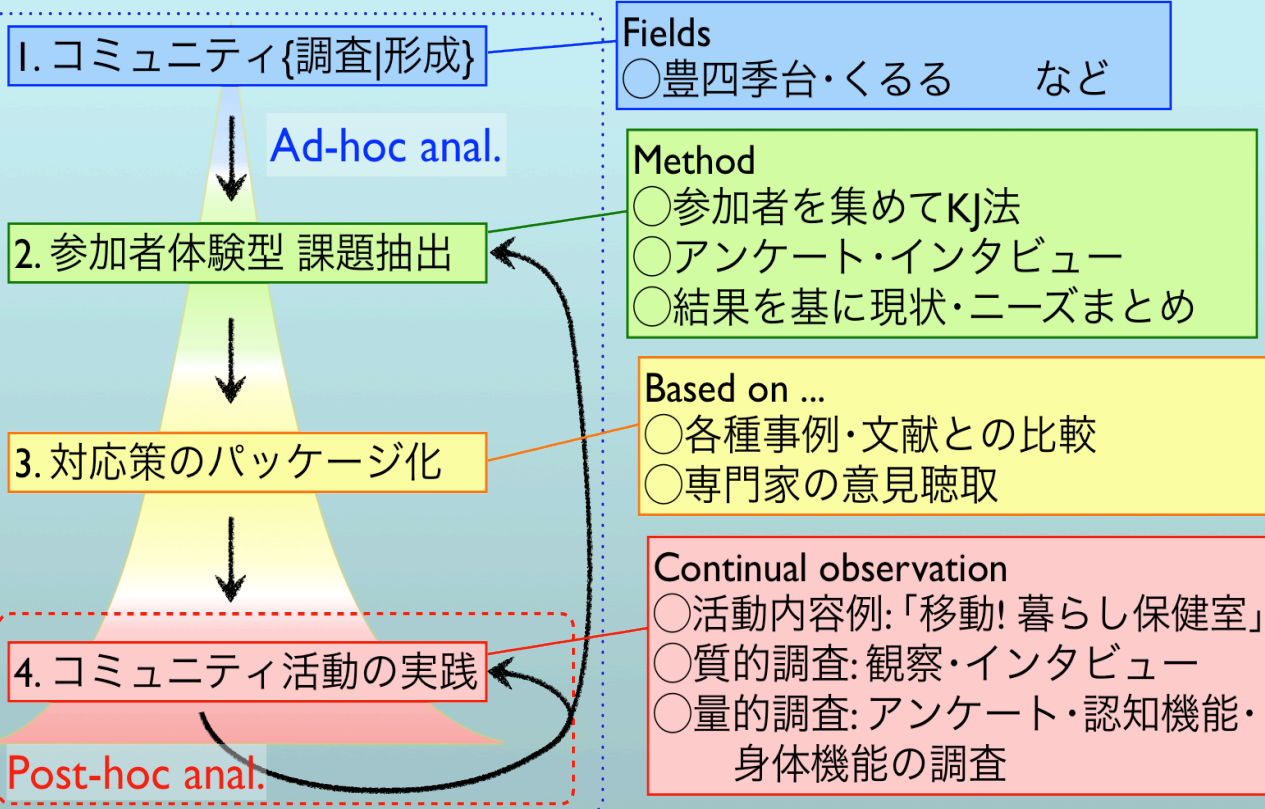 1. コミュニティ{調査|形成}
Ad-hoc anal.
2. 参加者体験型 課題抽出
3. 対応策のパッケージ化
4. コミュニティ活動の実践
Post-hoc anal.
Fields
◯豊四季台･くるる　　など
Method
◯参加者を集めてKJ法
◯アンケート･インタビュー
◯結果を基に現状･ニーズまとめ
Based on ...
◯各種事例･文献との比較
◯専門家の意見聴取
Continual observation
◯活動内容例:｢移動! 暮らし保健室｣
◯質的調査: 観察･インタビュー
◯量的調査: アンケート･認知機能･
身体機能の調査